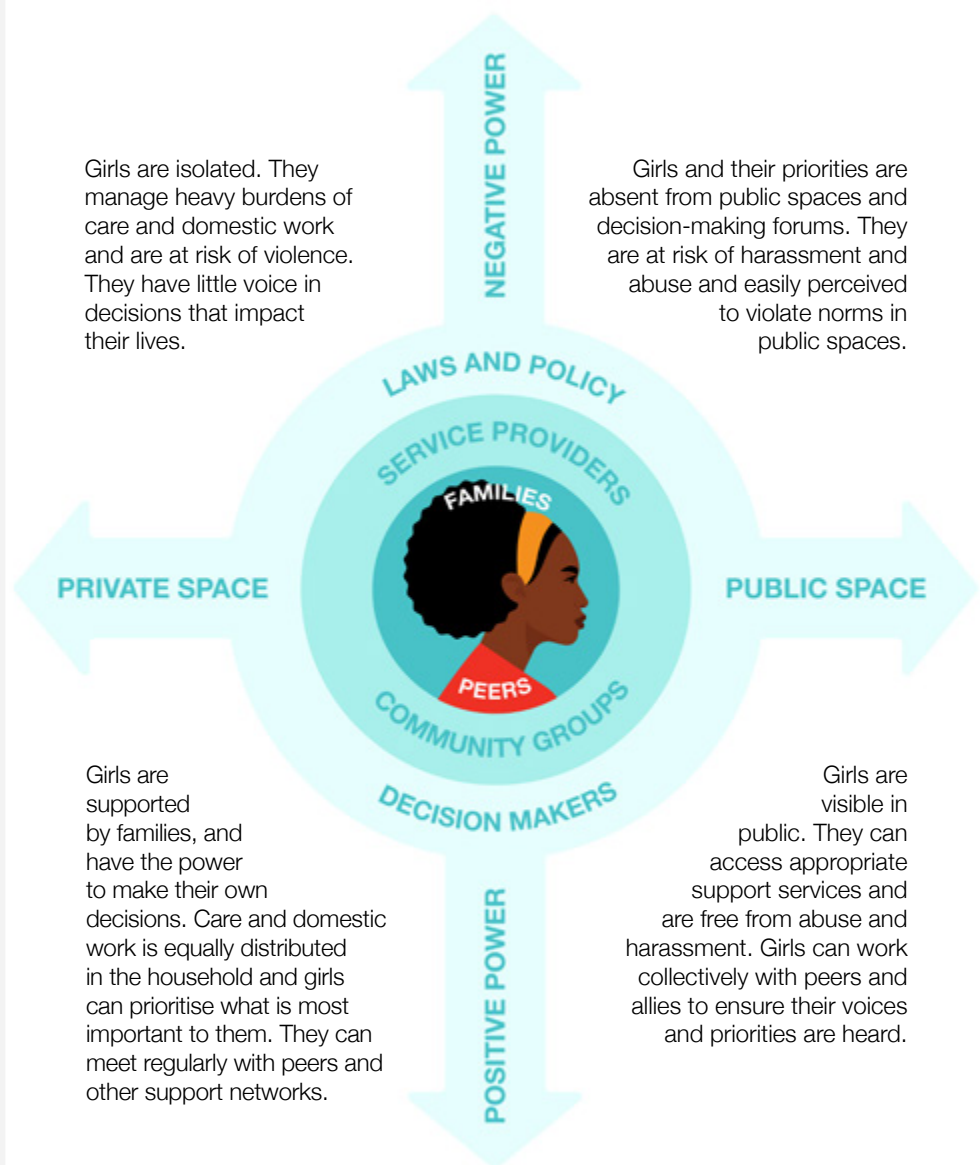 NEGATIVE POWER
Girls are isolated. They
manage heavy burdens of
care and domestic work
and are at risk of violence.
They have little voice in
decisions that impact
their lives.
Girls and their priorities are
absent from public spaces and
decision-making forums. They
are at risk of harassment and
abuse and easily perceived
to violate norms in
public spaces.
LAWS AND POLICY
SERVICE PROVIDERS
FAMILIES
PRIVATE SPACE
PUBLIC SPACE
PEERS
COMMUNITY GROUPS
DECISION MAKERS
Girls are
supported
by families, and
have the power
to make their own
decisions. Care and domestic
work is equally distributed
in the household and girls
can prioritise what is most
important to them. They can
meet regularly with peers and
other support networks.
Girls are
visible in
public. They can
access appropriate
support services and
are free from abuse and
harassment. Girls can work
collectively with peers and
allies to ensure their voices
and priorities are heard.
POSITIVE POWER